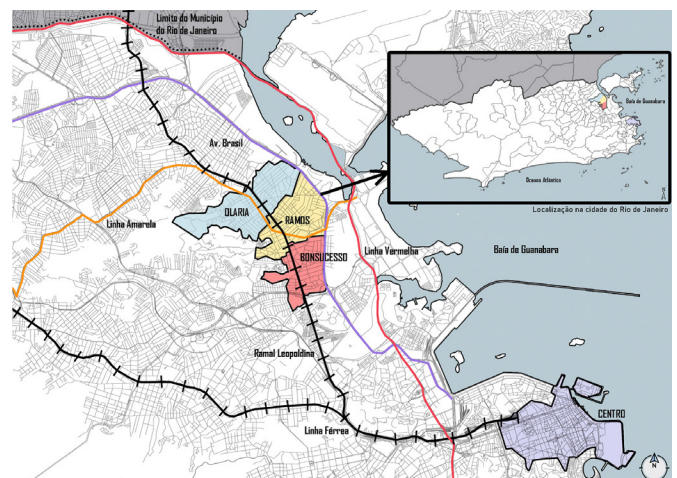 Limite do Município
do Rio de Janeiro
Av. Brasil
Baía de Guanabara
Oceano Atlântico
N
Localização na cidade do Rio de Janeiro
OLARIA
RAMOS
Linha Amarela
BONSUCESSO
Linha Vermelha
Baía de Guanabara
Ramal Leopoldina
CENTRO
Linha Férrea
N